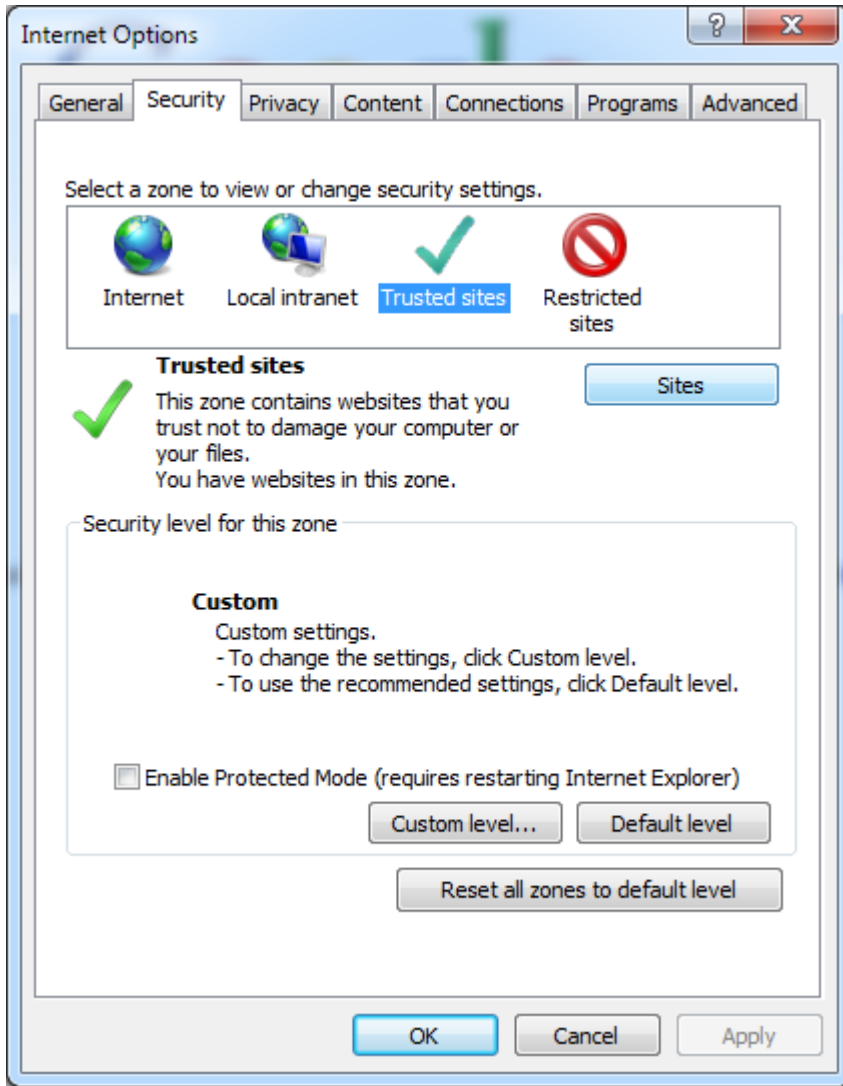 Internet Options
General Security Privacy Content Connections Programs Advanced
Select a zone to view or change security settings.
Internet Local intranet Trusted sites Restricted
sites
Trusted sites
Sites
This zone contains websites that you
trust not to damage your computer or
your files.
You have websites in this zone.
Security level for this zone
Custom
Custom settings.
- To change the settings, click Custom level.
- To use the recommended settings, click Default level.
Enable Protected Mode (requires restarting Internet Explorer)
Custom level... Default level
Reset all zones to default level
OK Cancel Apply